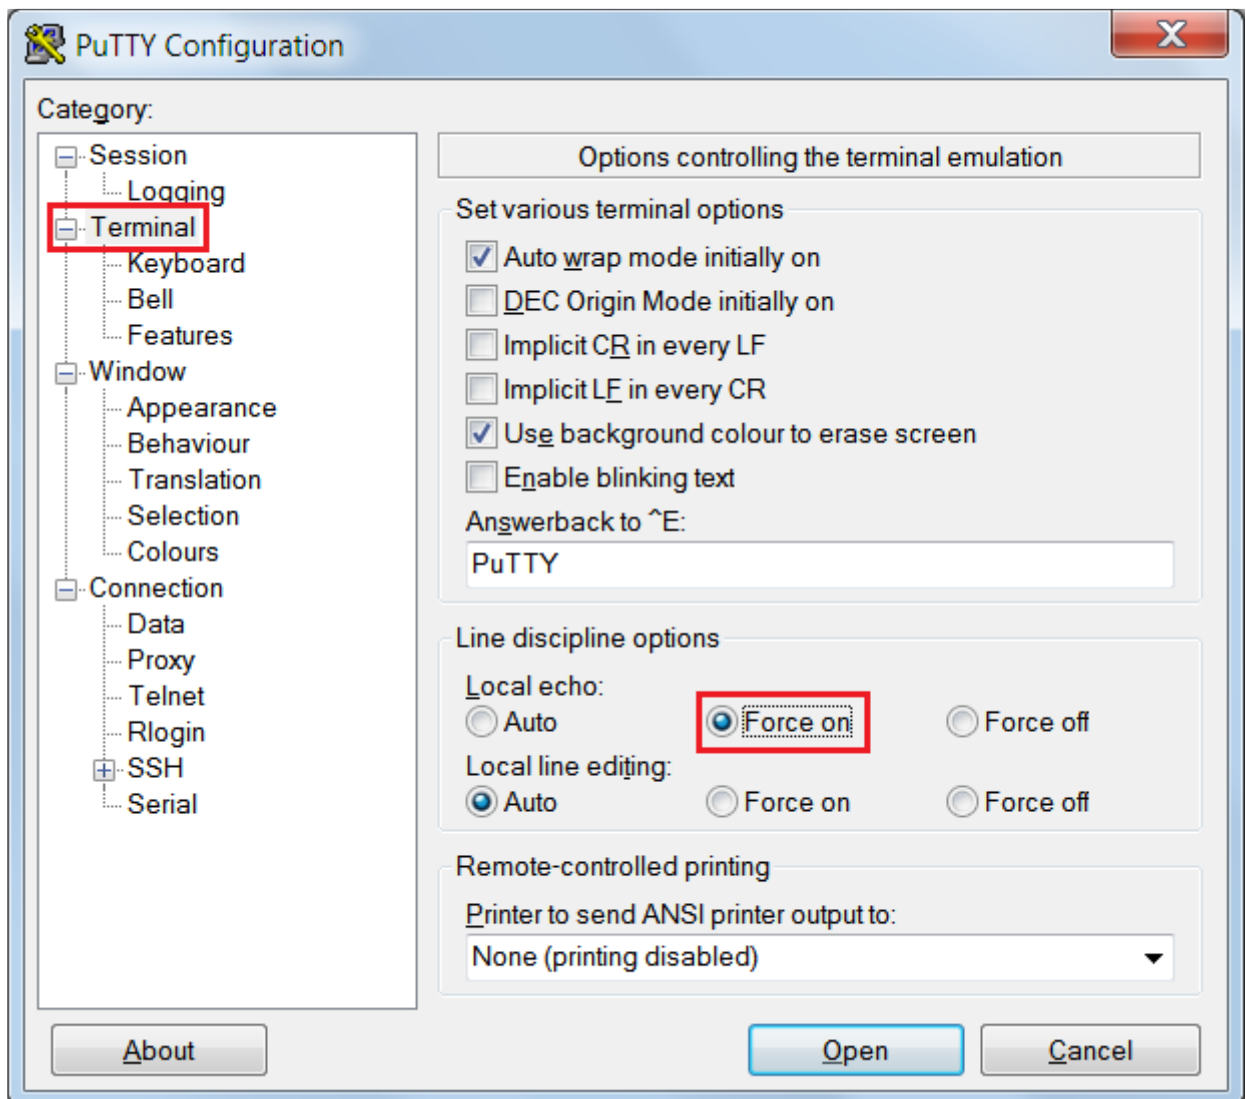 PuTTY Configuration
X
Category:
Session
Logging
Terminal
Keyboard
Bell
Features
Window
Appearance
Behaviour
Translation
Selection
Colours
Connection
Data
Proxy
Telnet
Rlogin
SSH
Serial
Options controlling the terminal emulation
Set various terminal options
Auto wrap mode initially on
DEC Origin Mode initially on
Implicit CR in every LF
Implicit LF in every CR
Use background colour to erase screen
Enable blinking text
Answerback to ^E:
PuTTY
Line discipline options
Local echo:
Auto Force on Force off
Local line editing:
Auto Force on Force off
Remote-controlled printing
Printer to send ANSI printer output to:
None (printing disabled)
About Open Cancel